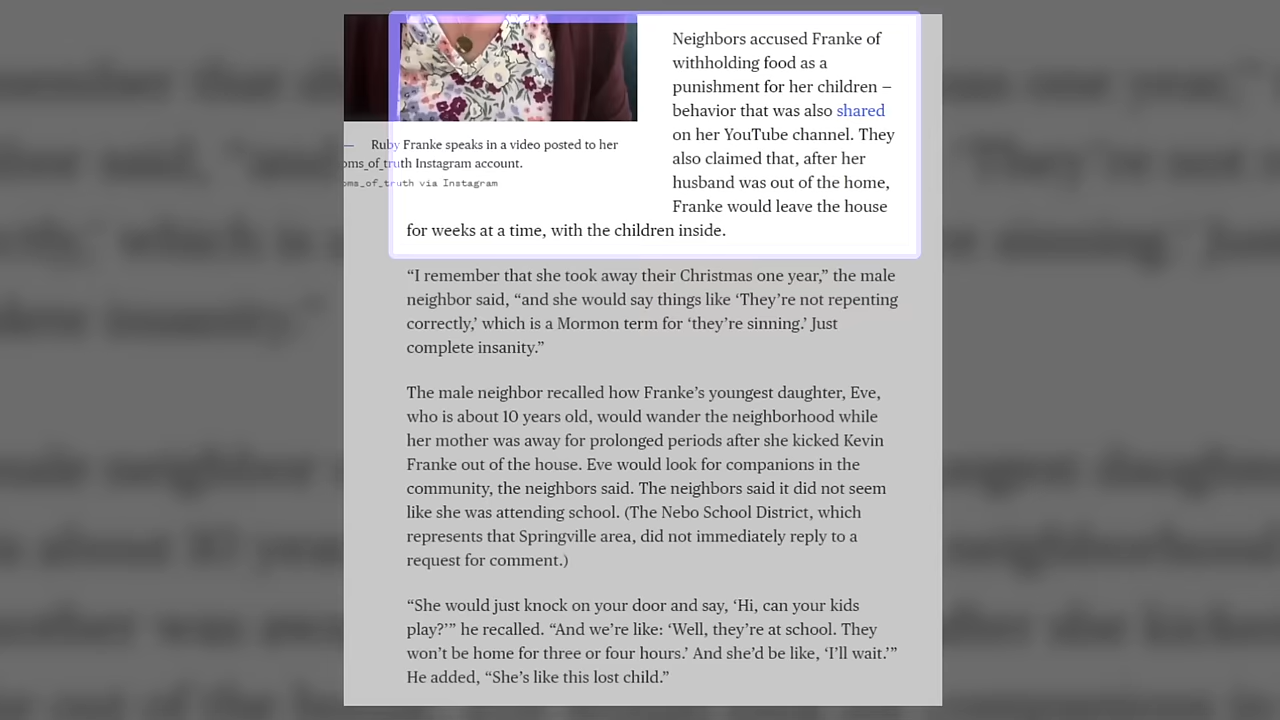 Neighbors accused Franke of
withholding food as a
punishment for her children –
behavior that was also shared
on her YouTube channel. They
also claimed that, after her
husband was out of the home,
Franke would leave the house
for weeks at a time, with the children inside.
— Ruby Franke speaks in a video posted to her
oms_of_truth Instagram account.
oms_of_truth via Instagram
“I remember that she took away their Christmas one year,” the male
neighbor said, “and she would say things like ‘They’re not repenting
correctly,’ which is a Mormon term for ‘they’re sinning.’ Just
complete insanity.”
The male neighbor recalled how Franke’s youngest daughter, Eve,
who is about 10 years old, would wander the neighborhood while
her mother was away for prolonged periods after she kicked Kevin
Franke out of the house. Eve would look for companions in the
community, the neighbors said. The neighbors said it did not seem
like she was attending school. (The Nebo School District, which
represents that Springville area, did not immediately reply to a
request for comment.)
“She would just knock on your door and say, ‘Hi, can your kids
play?’” he recalled. “And we’re like: ‘Well, they’re at school. They
won’t be home for three or four hours.’ And she’d be like, ‘I’ll wait.’”
He added, “She’s like this lost child.”